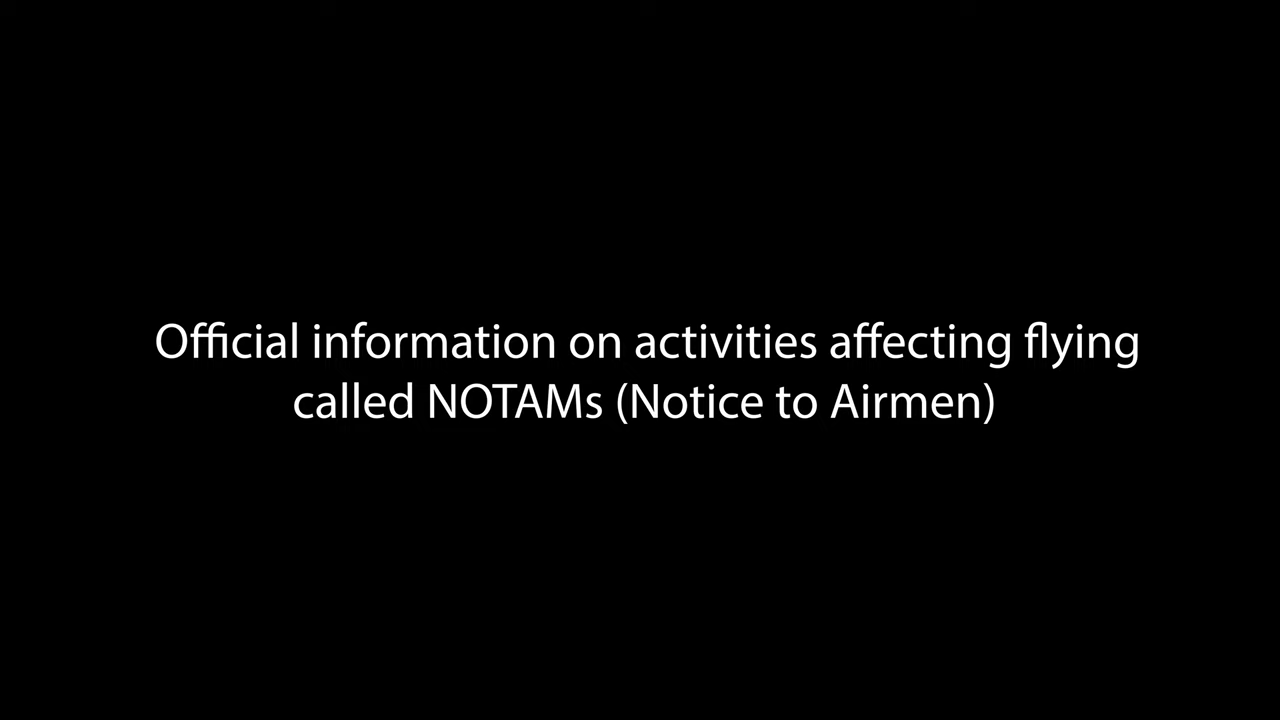 Official information on activities affecting flying
called NOTAMs (Notice to Airmen)